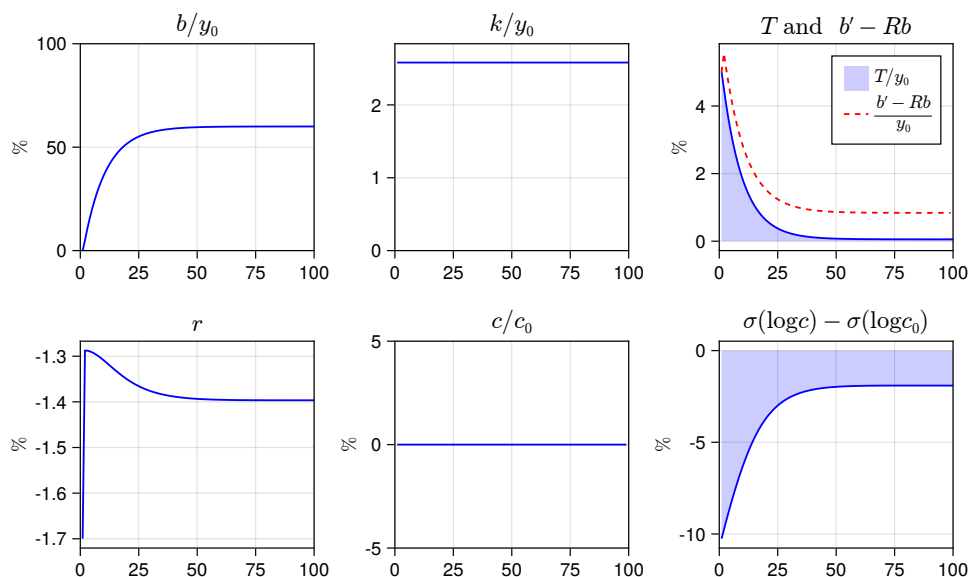 b/y₀
100
50
0
%
0 25 50 75 100
k/y₀
2
1
0
0 25 50 75 100
T and b′ − Rb
4
2
0
%
T/y₀
b′ − Rb
y₀
0 25 50 75 100
r
-1.3
-1.4
-1.5
-1.6
-1.7
%
0 25 50 75 100
c/c₀
5
0
-5
%
0 25 50 75 100
σ(logc) − σ(logc₀)
0
-5
-10
%
0 25 50 75 100